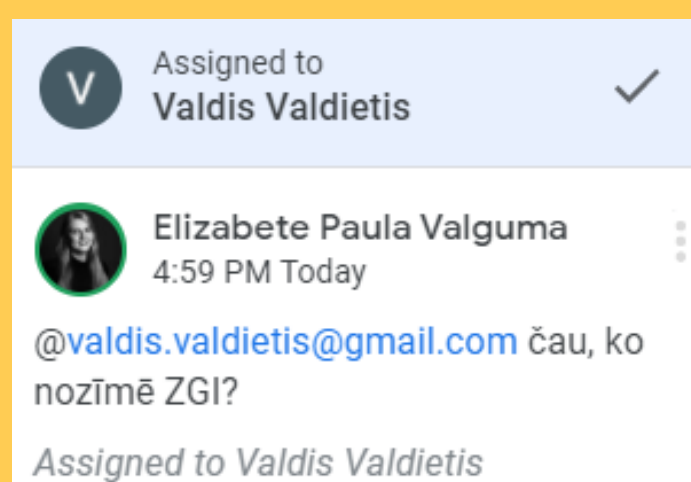 V
Assigned to
Valdis Valdietis
Elizabete Paula Valguma
4:59 PM Today
@valdis.valdietis@gmail.com čau, ko
nozīmē ZGI?
Assigned to Valdis Valdietis